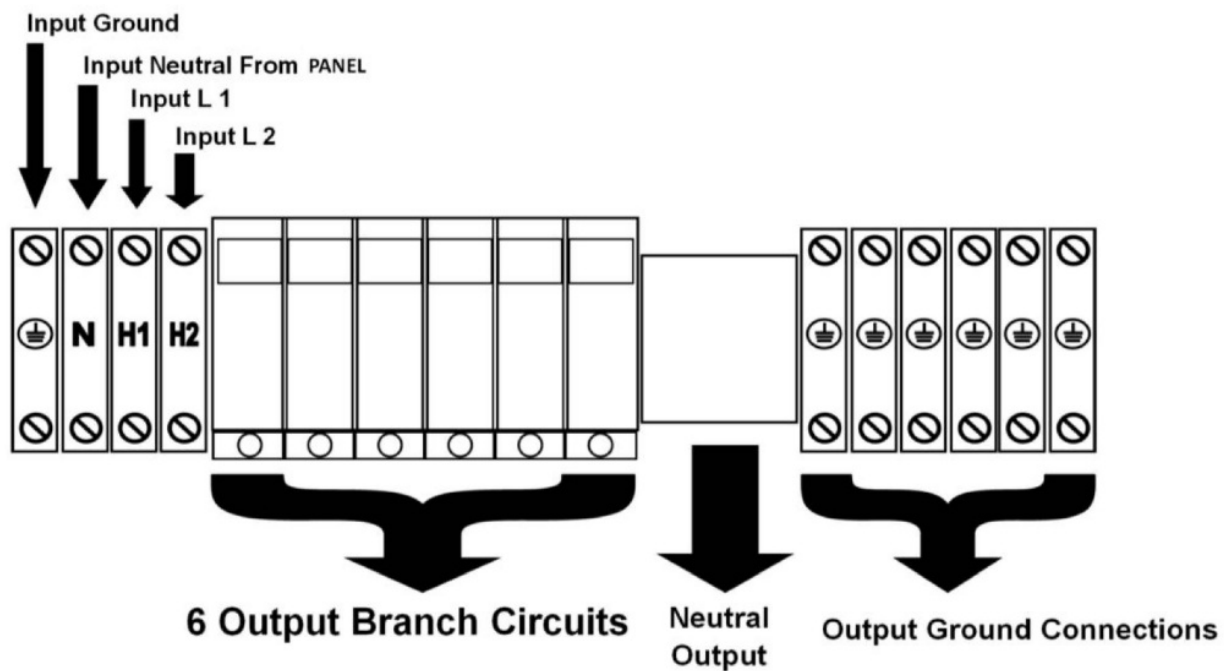 Input Ground
Input Neutral From PANEL
Input L 1
Input L 2
N
H1
H2
6 Output Branch Circuits
Neutral
Output
Output Ground Connections